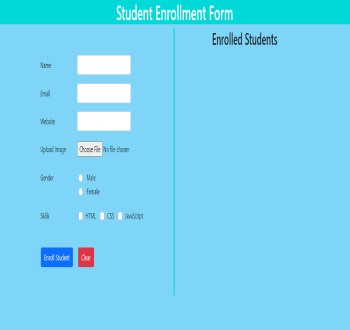 Student Enrollment Form
Enrolled Students
Name
Email
Website
Upload Image Choose File No file chosen
Gender Male
Female
Skills HTML CSS JavaScript
Enroll Student Clear